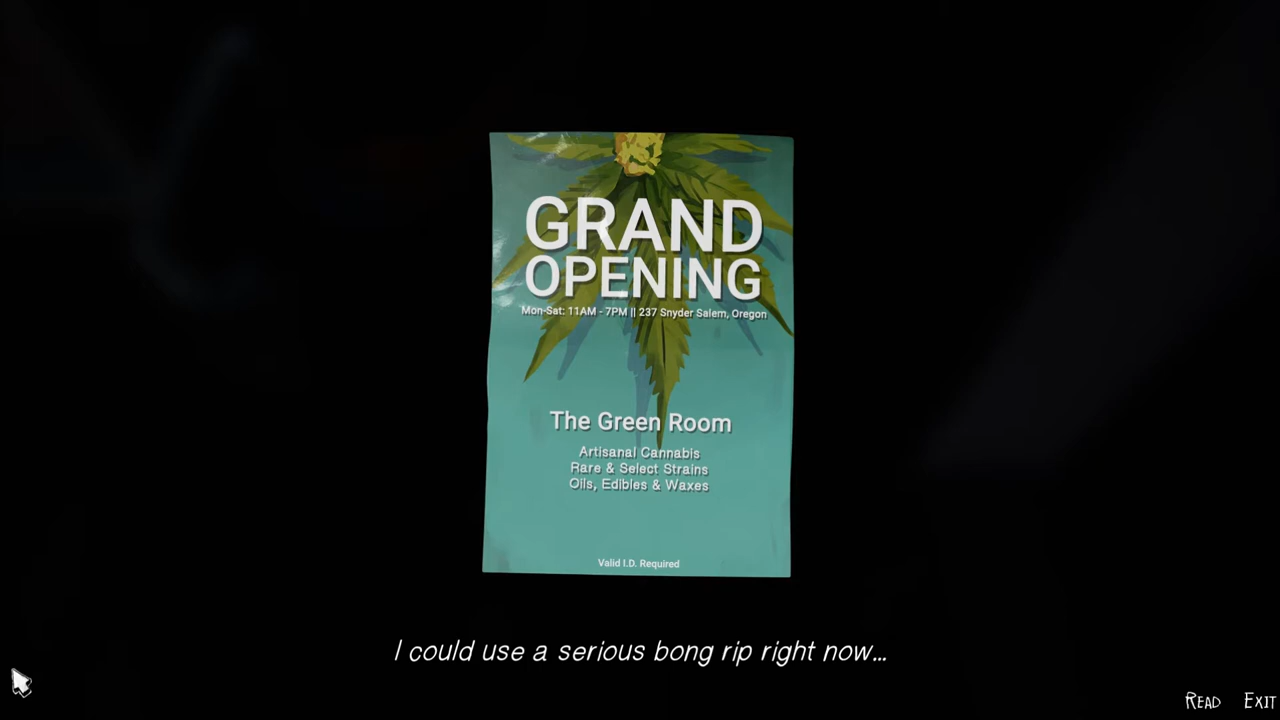 GRAND
OPENING
Mon-Sat: 11AM - 7PM || 237 Snyder Salem, Oregon
The Green Room
Artisanal Cannabis
Rare & Select Strains
Oils, Edibles & Waxes
Valid I.D. Required
I could use a serious bong rip right now...
READ EXIT